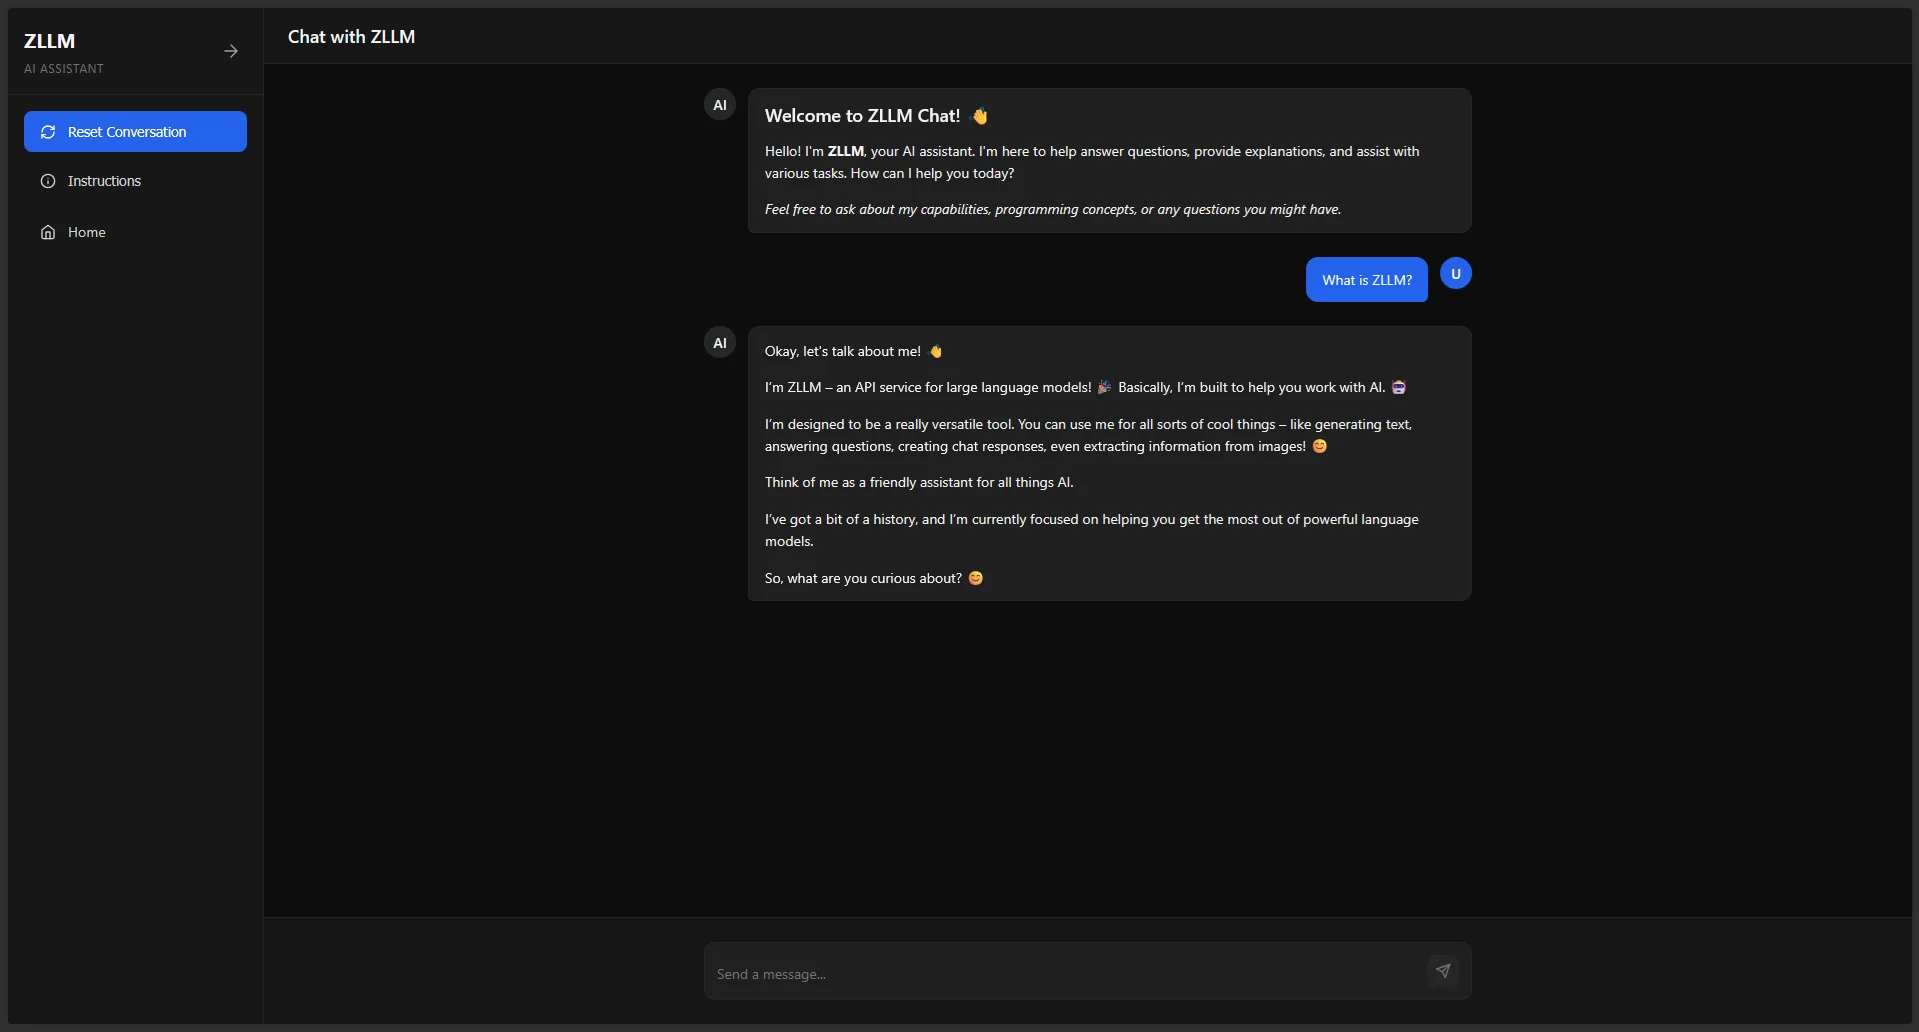 ZLLM
AI ASSISTANT
Reset Conversation
Instructions
Home
Chat with ZLLM
AI
Welcome to ZLLM Chat! 👋
Hello! I'm ZLLM, your AI assistant. I'm here to help answer questions, provide explanations, and assist with
various tasks. How can I help you today?
Feel free to ask about my capabilities, programming concepts, or any questions you might have.
What is ZLLM?
U
AI
Okay, let's talk about me! 👋
I’m ZLLM – an API service for large language models! 🎉 Basically, I’m built to help you work with AI. 🤖
I’m designed to be a really versatile tool. You can use me for all sorts of cool things – like generating text,
answering questions, creating chat responses, even extracting information from images! 😊
Think of me as a friendly assistant for all things AI.
I’ve got a bit of a history, and I’m currently focused on helping you get the most out of powerful language
models.
So, what are you curious about? 😊
Send a message...